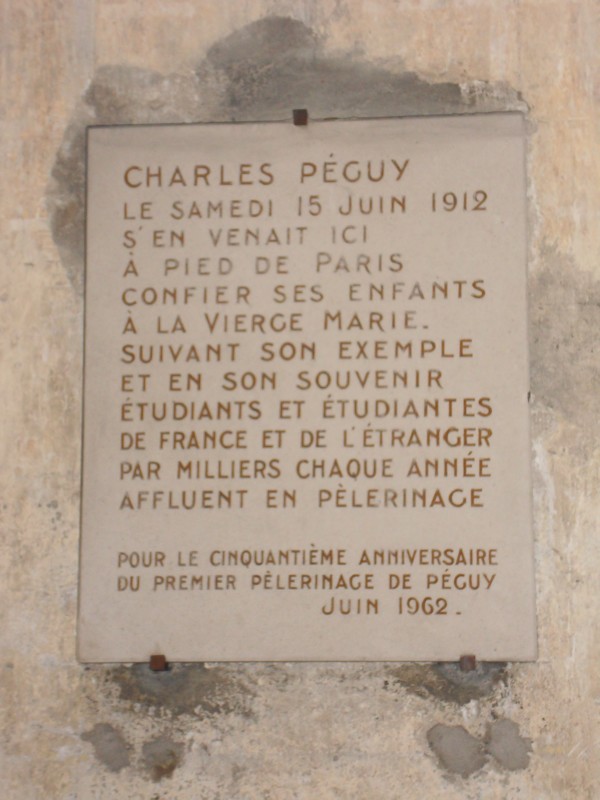 CHARLES PÉGUY
LE SAMEDI 15 JUIN 1912
S'EN VENAIT ICI
À PIED DE PARIS
CONFIER SES ENFANTS
À LA VIERGE MARIE.
SUIVANT SON EXEMPLE
ET EN SON SOUVENIR
ÉTUDIANTS ET ÉTUDIANTES
DE FRANCE ET DE L'ÉTRANGER
PAR MILLIERS CHAQUE ANNÉE
AFFLUENT EN PÈLERINAGE
POUR LE CINQUANTIÈME ANNIVERSAIRE
DU PREMIER PÈLERINAGE DE PÉGUY
JUIN 1962.